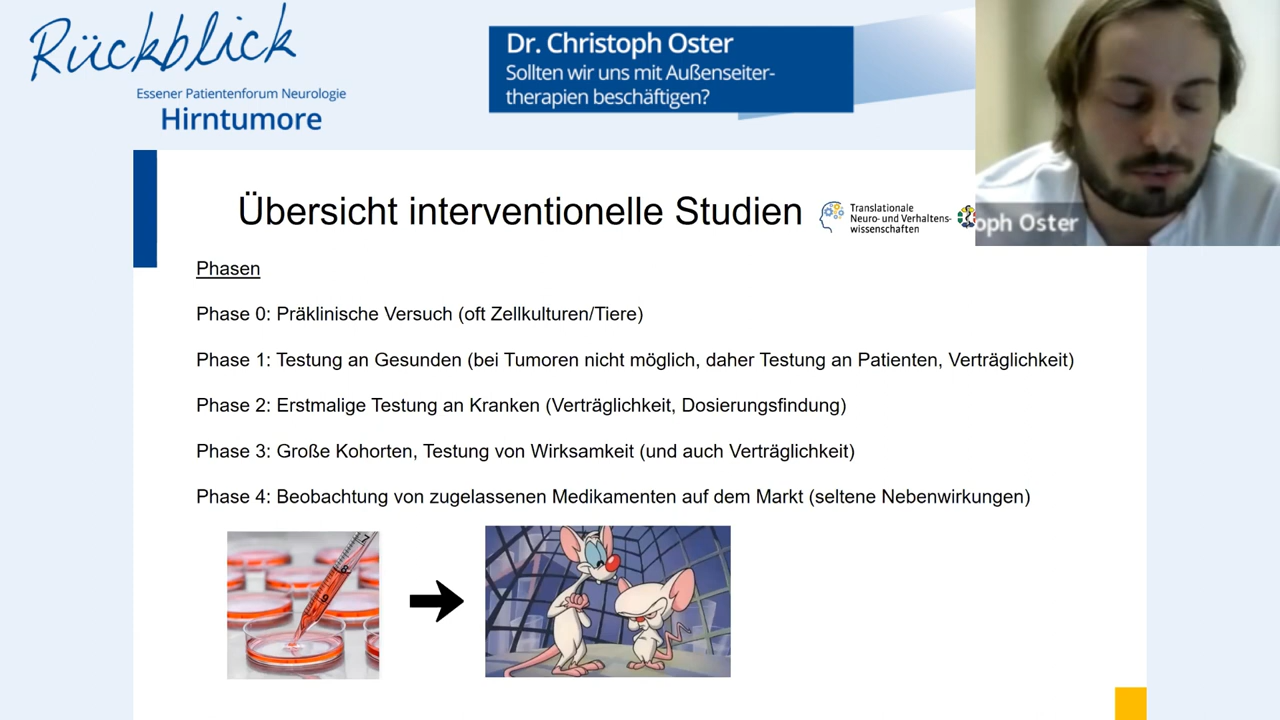 Rückblick
Essener Patientenforum Neurologie
Hirntumore
Dr. Christoph Oster
Sollten wir uns mit Außenseiter-
therapien beschäftigen?
Übersicht interventionelle Studien
Translationale
Neuro- und Verhaltens-
wissenschaften
oph Oster
Phasen
Phase 0: Präklinische Versuch (oft Zellkulturen/Tiere)
Phase 1: Testung an Gesunden (bei Tumoren nicht möglich, daher Testung an Patienten, Verträglichkeit)
Phase 2: Erstmalige Testung an Kranken (Verträglichkeit, Dosierungsfindung)
Phase 3: Große Kohorten, Testung von Wirksamkeit (und auch Verträglichkeit)
Phase 4: Beobachtung von zugelassenen Medikamenten auf dem Markt (seltene Nebenwirkungen)